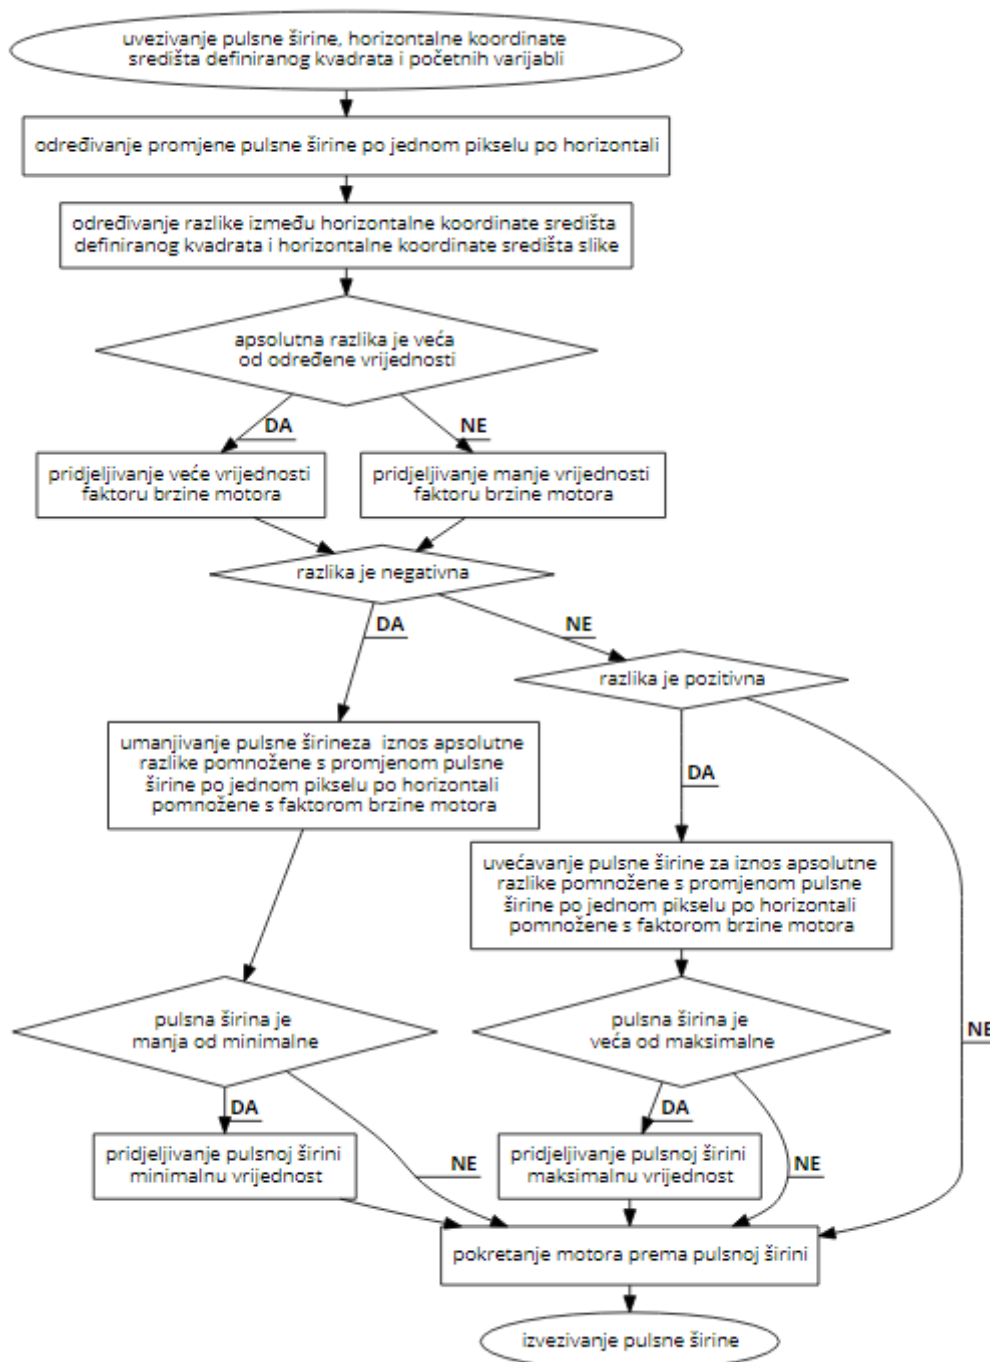 uvezivanje pulsne širine, horizontalne koordinate
središta definiranog kvadrata i početnih varijabli
određivanje promjene pulsne širine po jednom pikselu po horizontali
određivanje razlike između horizontalne koordinate središta
definiranog kvadrata i horizontalne koordinate središta slike
apsolutna razlika je veća
od određene vrijednosti
DA
NE
pridjeljivanje veće vrijednosti
faktoru brzine motora
pridjeljivanje manje vrijednosti
faktoru brzine motora
razlika je negativna
DA
NE
razlika je pozitivna
umanjivanje pulsne širineza  iznos apsolutne
razlike pomnožene s promjenom pulsne
širine po jednom pikselu po horizontali
pomnožene s faktorom brzine motora
DA
uvećavanje pulsne širine za iznos apsolutne
razlike pomnožene s promjenom pulsne
širine po jednom pikselu po horizontali
pomnožene s faktorom brzine motora
pulsna širina je
manja od minimalne
pulsna širina je
veća od maksimalne
NE
DA
DA
pridjeljivanje pulsnoj širini
minimalnu vrijednost
NE
pridjeljivanje pulsnoj širini
maksimalnu vrijednost
NE
pokretanje motora prema pulsnoj širini
izvezivanje pulsne širine